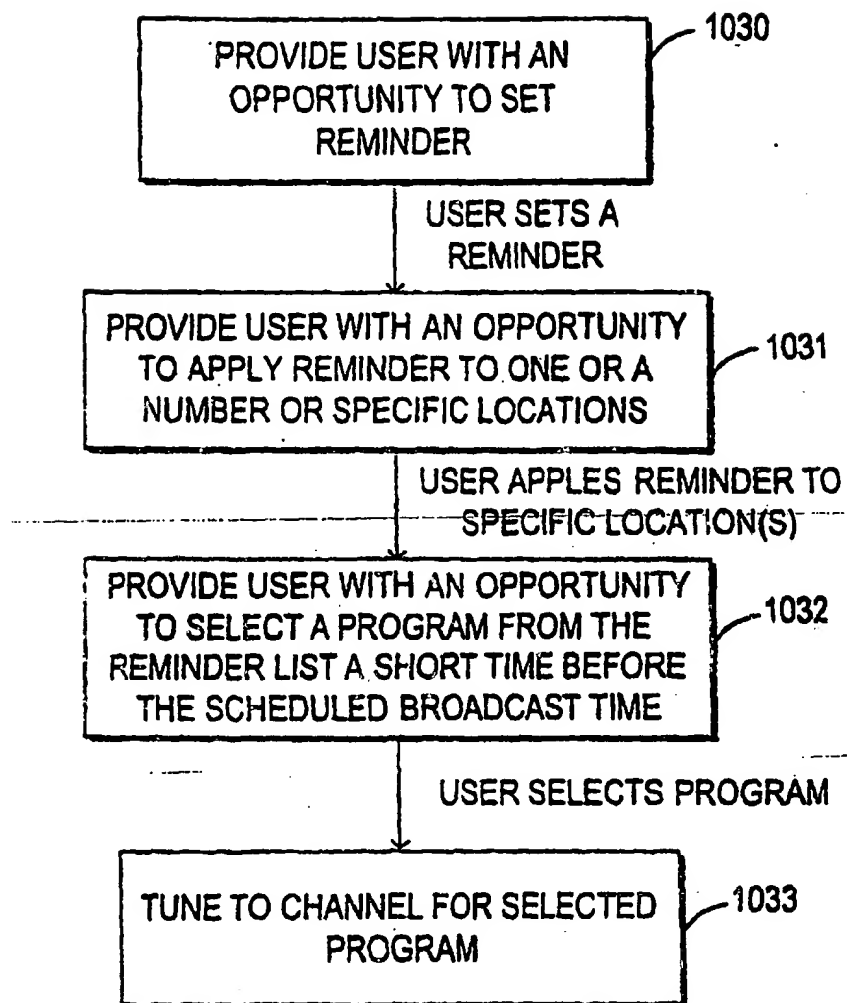 1030
PROVIDE USER WITH AN
OPPORTUNITY TO SET
REMINDER
USER SETS A
REMINDER
PROVIDE USER WITH AN OPPORTUNITY
TO APPLY REMINDER TO ONE OR A
NUMBER OR SPECIFIC LOCATIONS
1031
USER APPLES REMINDER TO
SPECIFIC LOCATION(S)
PROVIDE USER WITH AN OPPORTUNITY
TO SELECT A PROGRAM FROM THE
REMINDER LIST A SHORT TIME BEFORE
THE SCHEDULED BROADCAST TIME
1032
USER SELECTS PROGRAM
TUNE TO CHANNEL FOR SELECTED
PROGRAM
1033